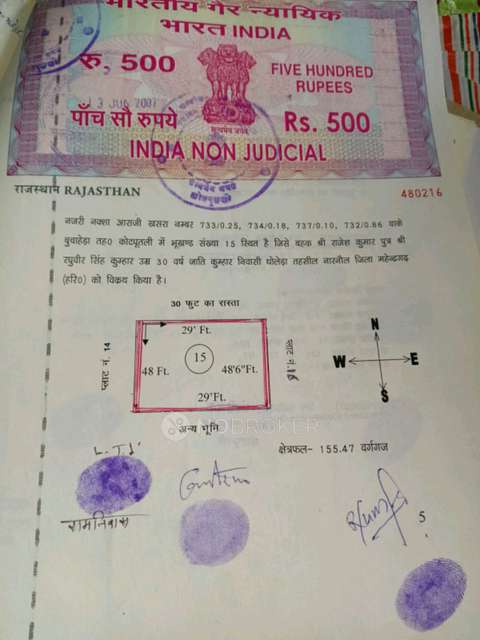 भारतीय गैर न्यायिक
भारत INDIA
रु. 500
FIVE HUNDRED
RUPEES
पाँच सौ रुपये
Rs. 500
INDIA NON JUDICIAL
राजस्थान RAJASTHAN
480216
नजरी नक्शा आराजी खसरा नम्बर 733/0.25, 734/0.18, 737/0.10, 732/0.86 वाके
बुचाहेड़ा तह0 कोटपूतली में भूखण्ड संख्या 15 स्थित है जिसे बहक श्री राजेश कुमार पुत्र श्री
रघुवीर सिंह कुम्हार उम्र 30 वर्ष जाति कुम्हार निवासी धोलेड़ा तहसील नारनौल जिला महेन्द्रगढ़
(हरि0) को विक्रय किया है।
30 फुट का रास्ता
29' Ft.
प्लाट नं. 14
48 Ft.
15
48'6"Ft.
प्लाट नं. 16
29'Ft.
अन्य भूमि
N
W
E
S
क्षेत्रफल- 155.47 वर्गगज
L.T.I.
रामनिवास
5